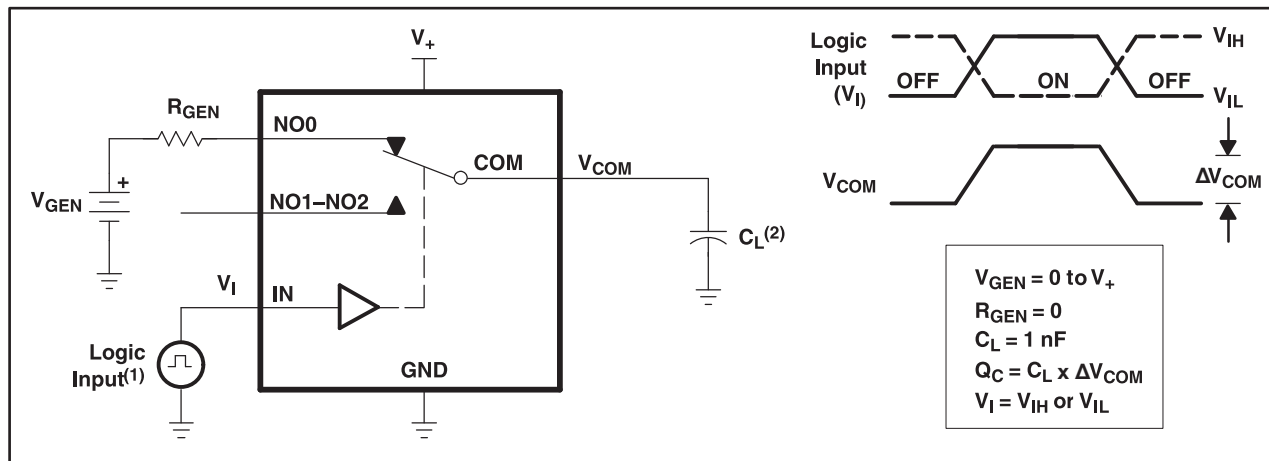 V+
RGEN
NO0
COM
VCOM
+
VGEN
NO1–NO2
CL(2)
VI
IN
Logic
Input(1)
GND
Logic
Input
(VI)
OFF
ON
OFF
VIH
VIL
VCOM
ΔVCOM
VGEN = 0 to V+
RGEN = 0
CL = 1 nF
QC = CL x ΔVCOM
VI = VIH or VIL